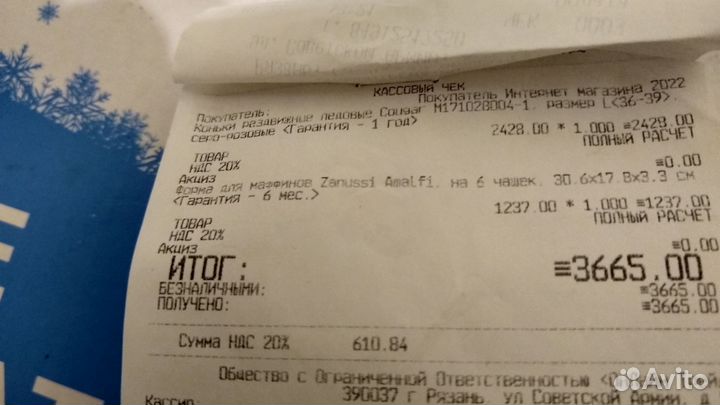 КАССОВЫЙ ЧЕК
Покупатель Интернет магазина 2022
Покупатель:
Коньки раздвижные ледовые Cougar M171028004-1, размер L<36-39>,
серо-розовые <Гарантия - 1 год>
2428.00 * 1.000 ≡2428.00
ПОЛНЫЙ РАСЧЕТ
ТОВАР
НДС 20%
Акциз ≡0.00
Форма для маффинов Zanussi Amalfi, на 6 чашек, 30.6x17.8x3.3 см
<Гарантия - 6 мес.>
1237.00 * 1.000 ≡1237.00
ПОЛНЫЙ РАСЧЕТ
ТОВАР
НДС 20%
Акциз ≡0.00
ИТОГ: ≡3665.00
БЕЗНАЛИЧНЫМИ: ≡3665.00
ПОЛУЧЕНО: ≡3665.00
Сумма НДС 20% 610.84
Общество с Ограниченной Ответственностью
390037 г Рязань, ул Советской Армии, д
Кассир
Avito